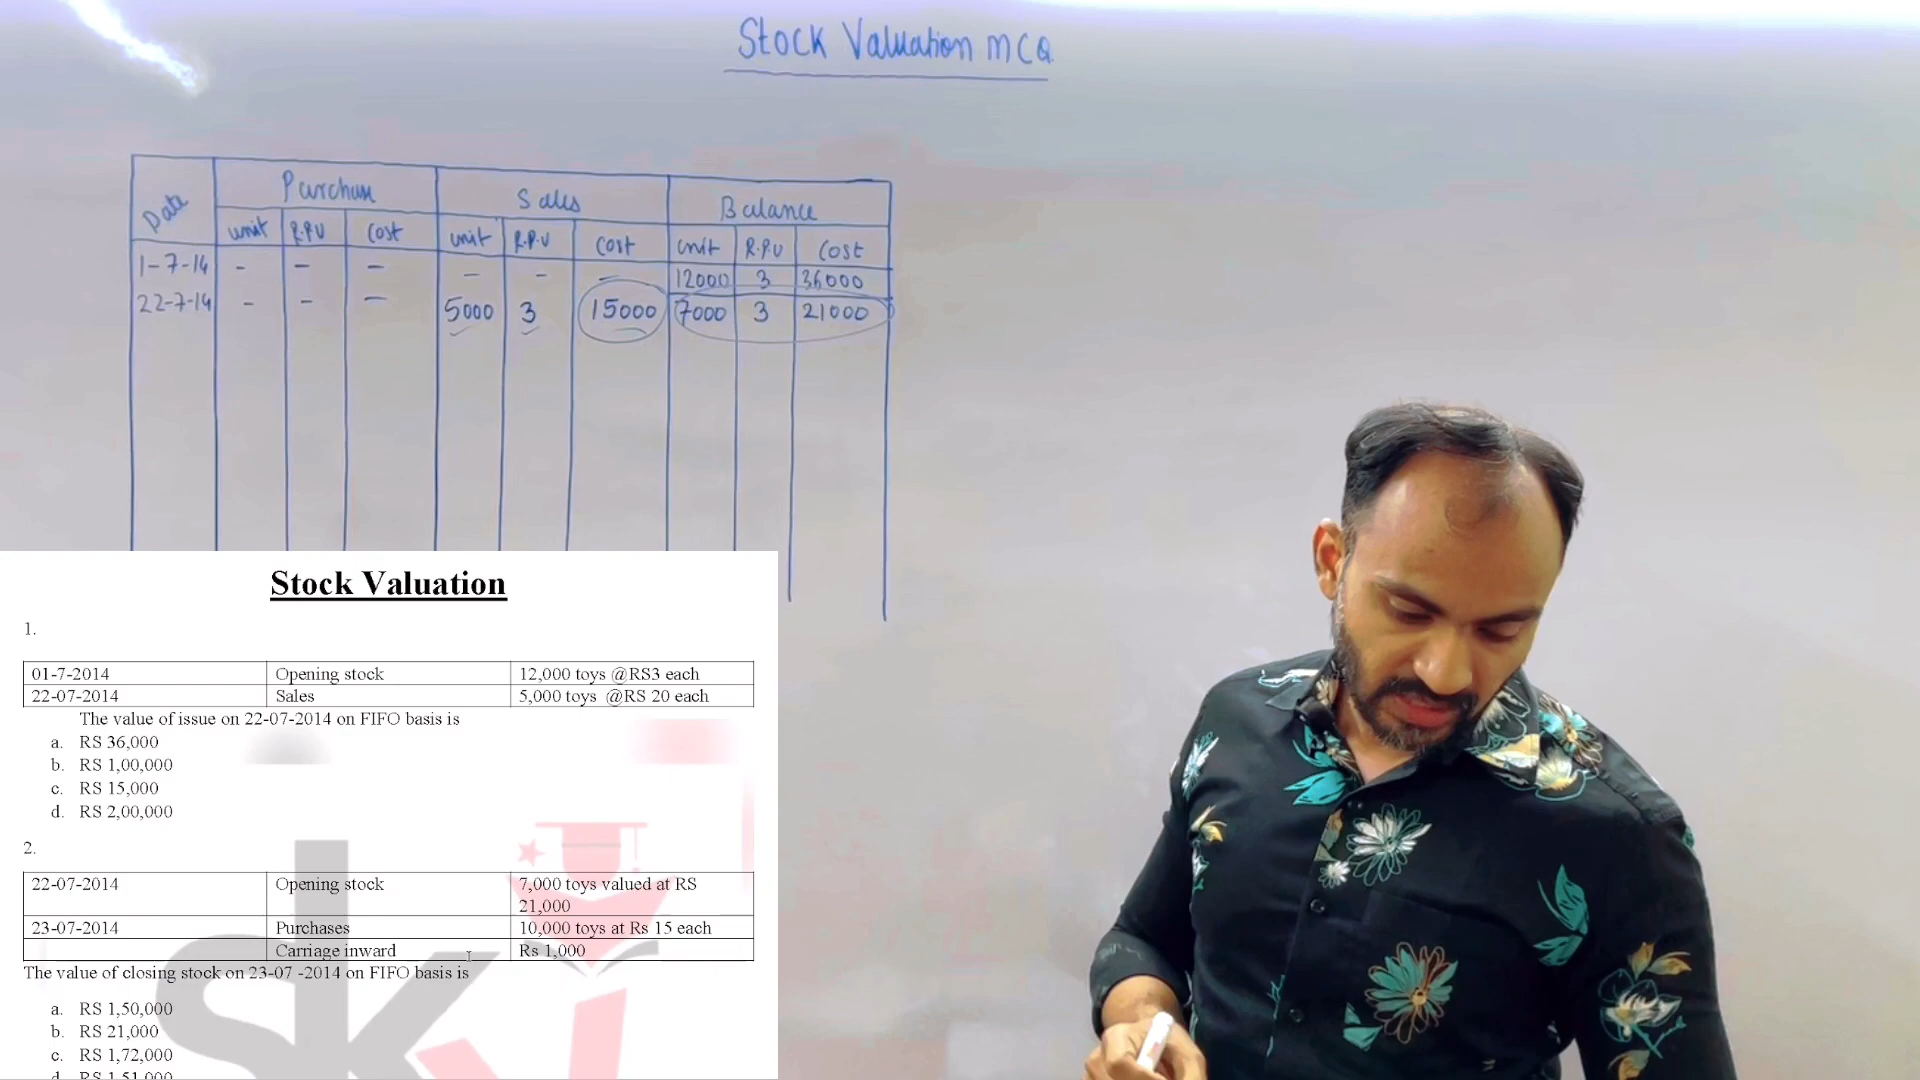 Stock Valuation MCQ
Date Purchase Sales Balance
unit R.P.U Cost unit R.P.U Cost unit R.P.U Cost
1-7-14 - - - - - - 12000 3 36000
22-7-14 - - - 5000 3 15000 7000 3 21000
Stock Valuation
1.
01-7-2014 Opening stock 12,000 toys @RS3 each
22-07-2014 Sales 5,000 toys @RS 20 each
The value of issue on 22-07-2014 on FIFO basis is
a. RS 36,000
b. RS 1,00,000
c. RS 15,000
d. RS 2,00,000
2.
22-07-2014 Opening stock 7,000 toys valued at RS
21,000
23-07-2014 Purchases 10,000 toys at Rs 15 each
Carriage inward Rs 1,000
The value of closing stock on 23-07 -2014 on FIFO basis is
a. RS 1,50,000
b. RS 21,000
c. RS 1,72,000
d. RS 1,51,000